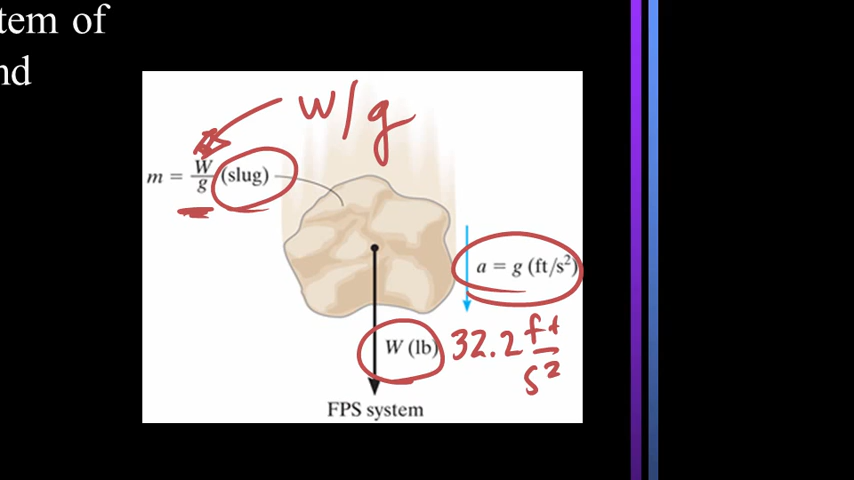 tem of
nd
w/g
m = W/g (slug)
a = g (ft/s²)
W (lb)
32.2 ft/s²
FPS system